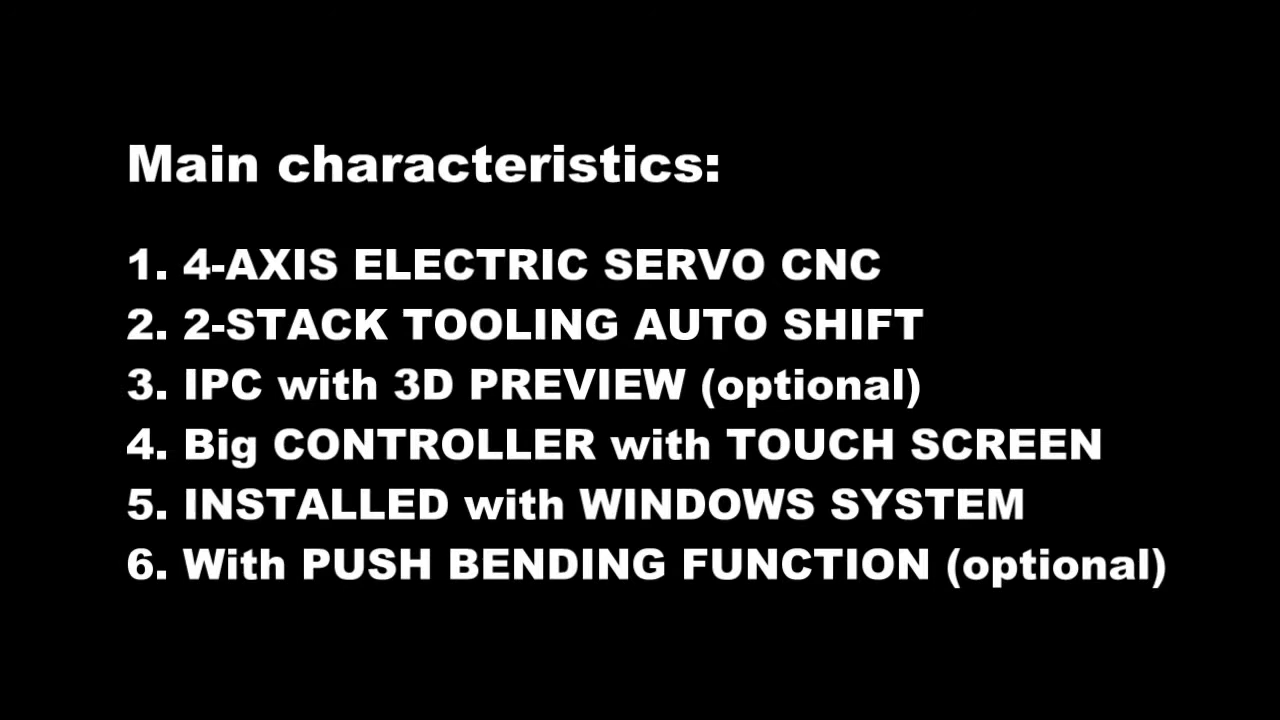 Main characteristics:
1. 4-AXIS ELECTRIC SERVO CNC
2. 2-STACK TOOLING AUTO SHIFT
3. IPC with 3D PREVIEW (optional)
4. Big CONTROLLER with TOUCH SCREEN
5. INSTALLED with WINDOWS SYSTEM
6. With PUSH BENDING FUNCTION (optional)